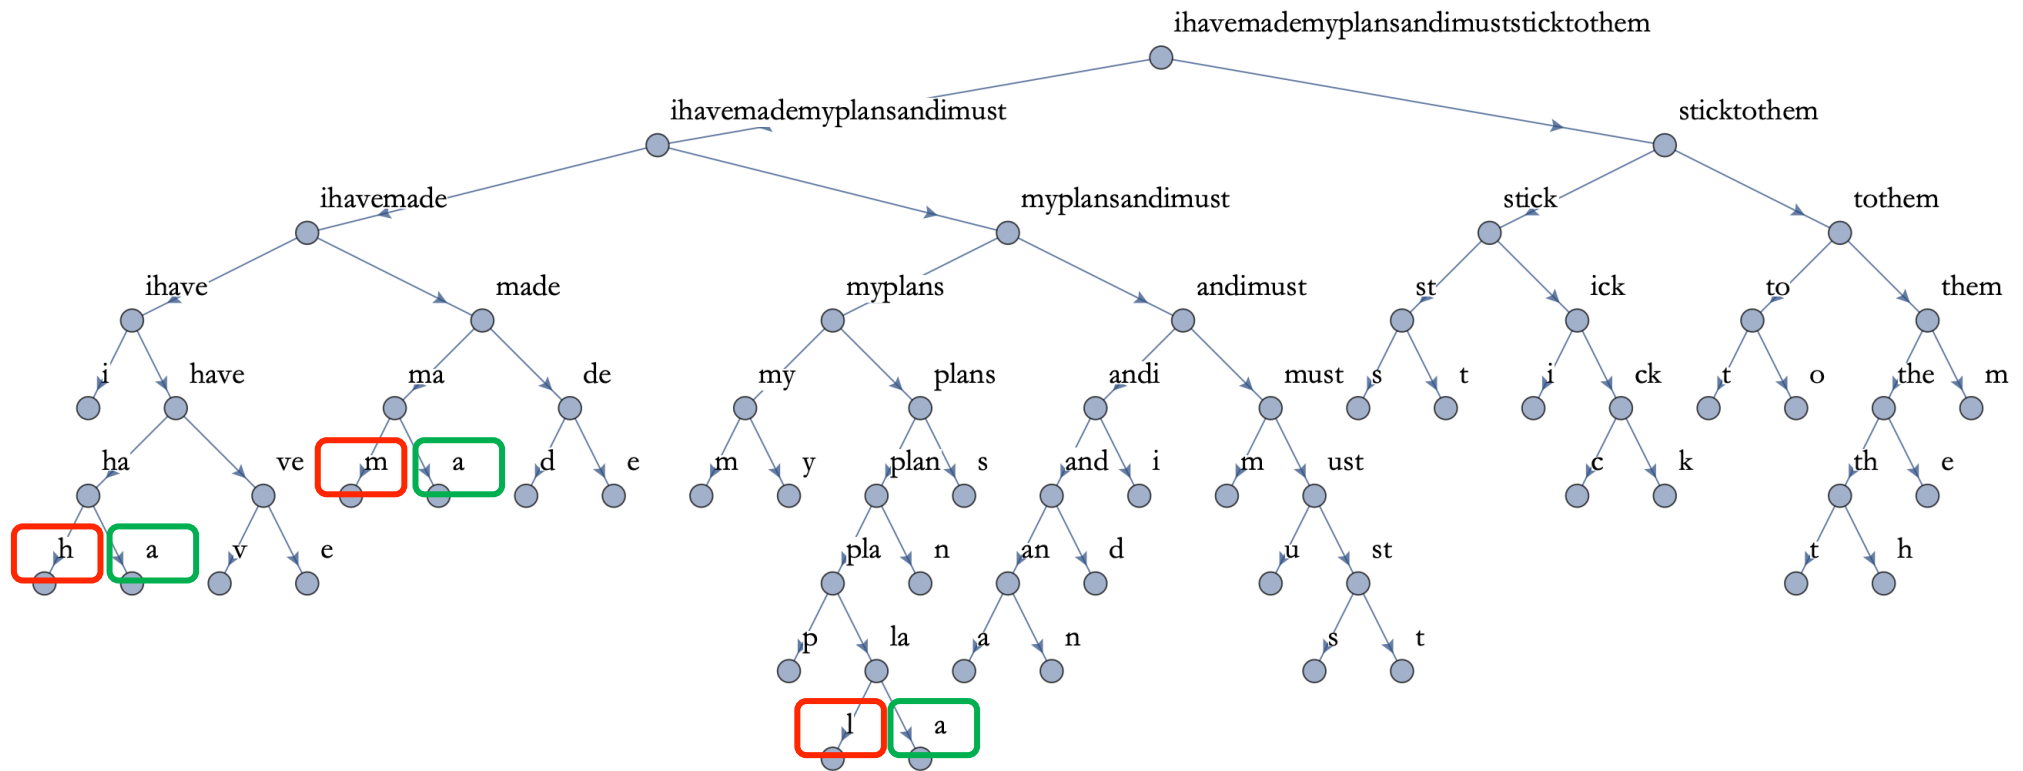 ihavemademyplansandimuststicktothem
ihavemademyplansandimust sticktothem
ihavemade myplansandimust stick tothem
ihave made myplans andimust st ick to them
i have ma de my plans andi must s t i ck t o the m
ha ve m a d e m y plan s and i m ust c k th e
h a v e pla n an d u st t h
p la a n s t
l a